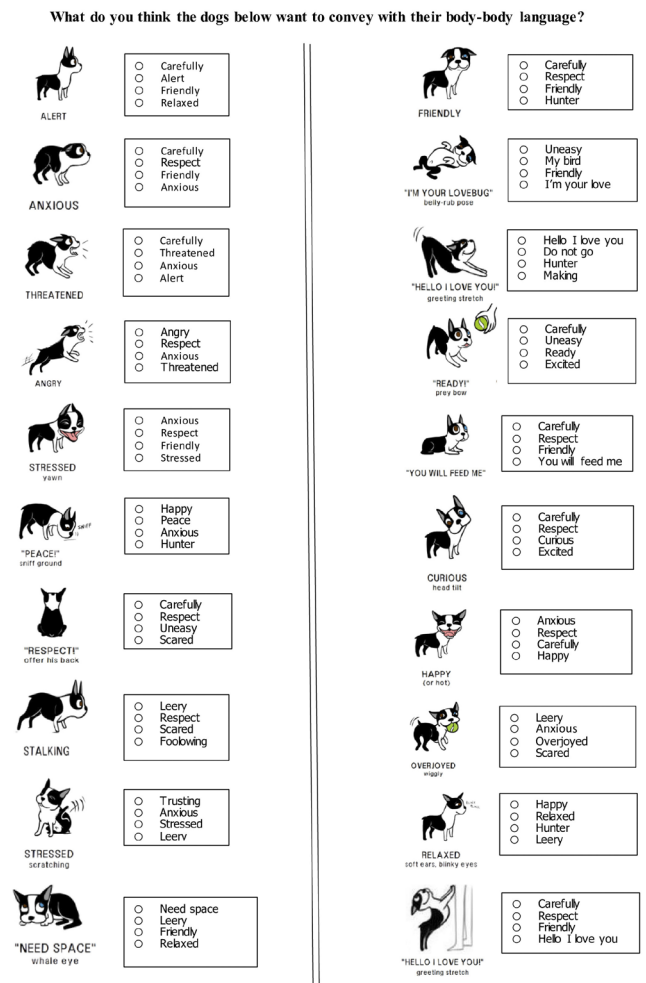 What do you think the dogs below want to convey with their body-body language?
ALERT
Carefully
Alert
Friendly
Relaxed
ANXIOUS
Carefully
Respect
Friendly
Anxious
THREATENED
Carefully
Threatened
Anxious
Alert
ANGRY
Angry
Respect
Anxious
Threatened
STRESSED
yawn
Anxious
Respect
Friendly
Stressed
SNIFF
"PEACE!"
sniff ground
Happy
Peace
Anxious
Hunter
"RESPECT!"
offer his back
Carefully
Respect
Uneasy
Scared
STALKING
Leery
Respect
Scared
Foolowing
STRESSED
scratching
Trusting
Anxious
Stressed
Leery
"NEED SPACE"
whale eye
Need space
Leery
Friendly
Relaxed
FRIENDLY
Carefully
Respect
Friendly
Hunter
"I'M YOUR LOVEBUG"
belly-rub pose
Uneasy
My bird
Friendly
I'm your love
"HELLO I LOVE YOU!"
greeting stretch
Hello I love you
Do not go
Hunter
Making
"READY!"
prey bow
Carefully
Uneasy
Ready
Excited
"YOU WILL FEED ME"
Carefully
Respect
Friendly
You will feed me
CURIOUS
head tilt
Carefully
Respect
Curious
Excited
HAPPY
(or hot)
Anxious
Respect
Carefully
Happy
OVERJOYED
wiggly
Leery
Anxious
Overjoyed
Scared
RELAXED
soft ears, blinky eyes
Happy
Relaxed
Hunter
Leery
"HELLO I LOVE YOU!"
greeting stretch
Carefully
Respect
Friendly
Hello I love you